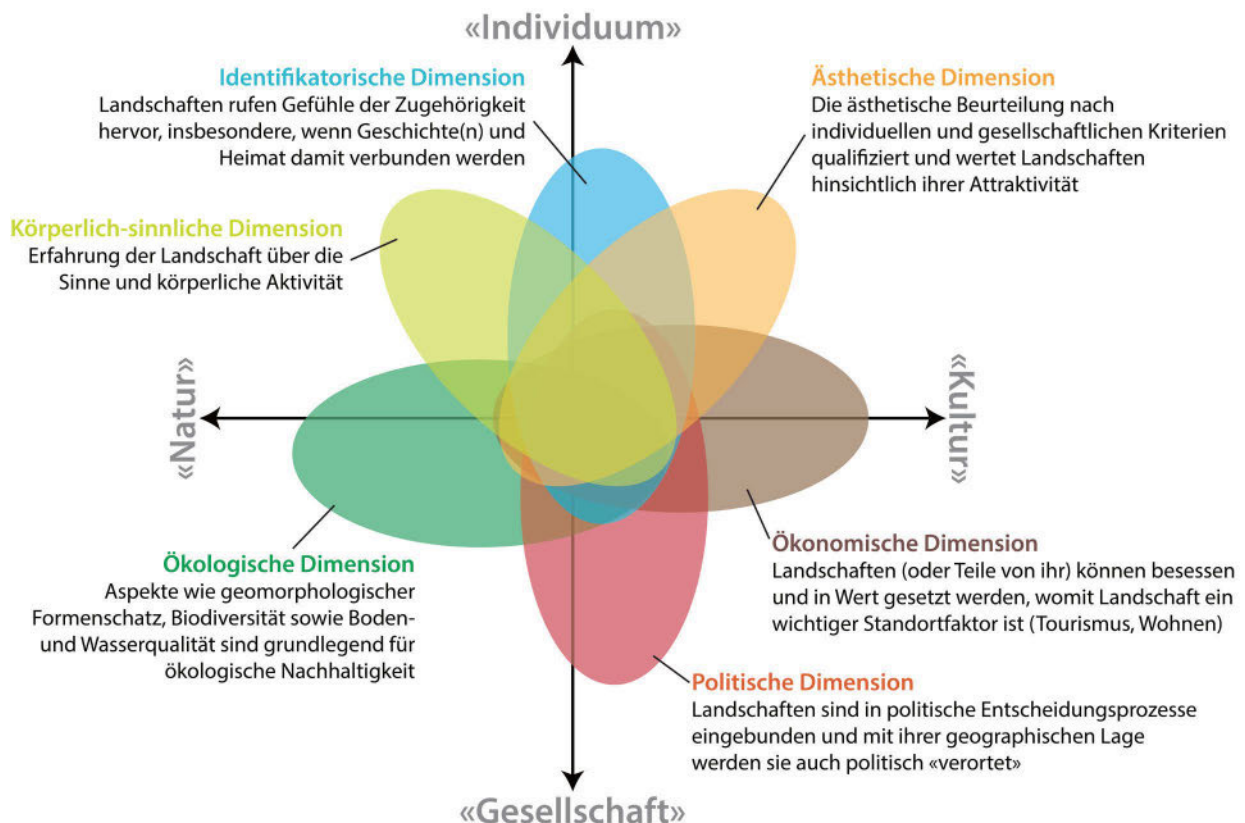 «Individuum»
Identifikatorische Dimension
Landschaften rufen Gefühle der Zugehörigkeit
hervor, insbesondere, wenn Geschichte(n) und
Heimat damit verbunden werden
Ästhetische Dimension
Die ästhetische Beurteilung nach
individuellen und gesellschaftlichen Kriterien
qualifiziert und wertet Landschaften
hinsichtlich ihrer Attraktivität
Körperlich-sinnliche Dimension
Erfahrung der Landschaft über die
Sinne und körperliche Aktivität
«Natur»
«Kultur»
Ökologische Dimension
Aspekte wie geomorphologischer
Formenschatz, Biodiversität sowie Boden-
und Wasserqualität sind grundlegend für
ökologische Nachhaltigkeit
Ökonomische Dimension
Landschaften (oder Teile von ihr) können besessen
und in Wert gesetzt werden, womit Landschaft ein
wichtiger Standortfaktor ist (Tourismus, Wohnen)
Politische Dimension
Landschaften sind in politische Entscheidungsprozesse
eingebunden und mit ihrer geographischen Lage
werden sie auch politisch «verortet»
«Gesellschaft»